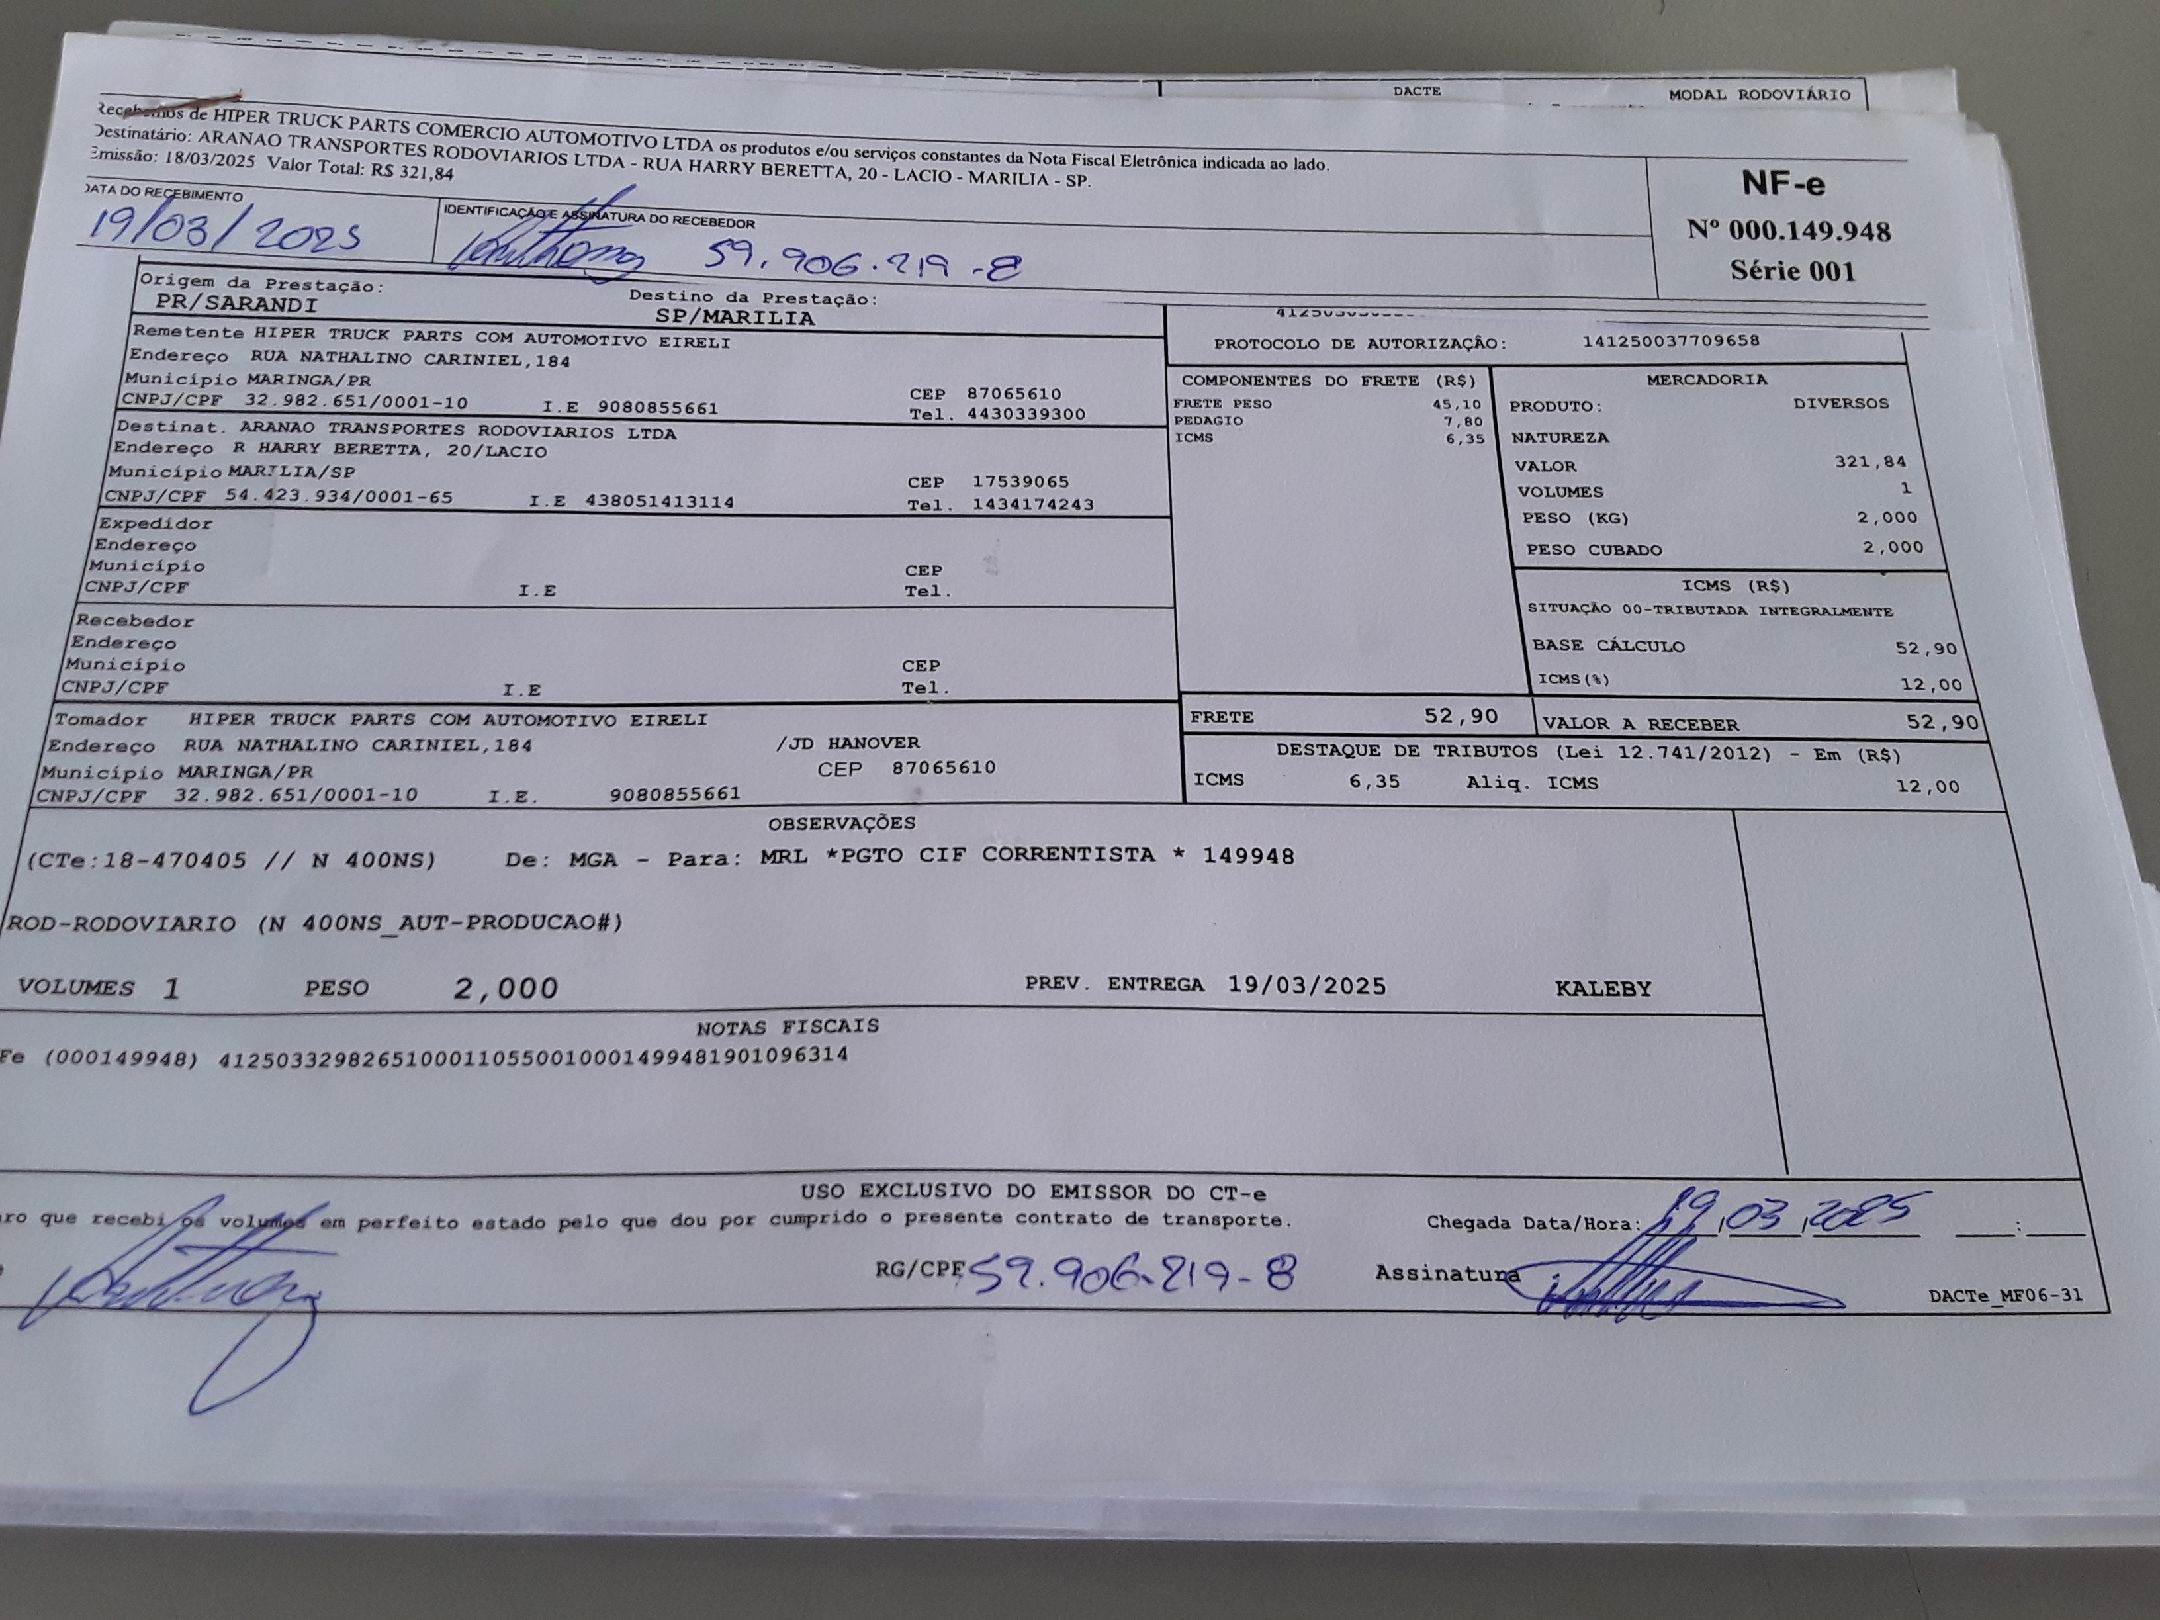 DACTE
MODAL RODOVIÁRIO
Recebemos de HIPER TRUCK PARTS COMERCIO AUTOMOTIVO LTDA os produtos e/ou serviços constantes da Nota Fiscal Eletrônica indicada ao lado.
Destinatário: ARANAO TRANSPORTES RODOVIARIOS LTDA - RUA HARRY BERETTA, 20 - LACIO - MARILIA - SP.
Emissão: 18/03/2025 Valor Total: R$ 321,84
NF-e
Nº 000.149.948
Série 001
DATA DO RECEBIMENTO
19/03/2025
IDENTIFICAÇÃO E ASSINATURA DO RECEBEDOR
Anthony 59.906.219-8
Origem da Prestação:
PR/SARANDI
Destino da Prestação:
SP/MARILIA
Remetente HIPER TRUCK PARTS COM AUTOMOTIVO EIRELI
Endereço RUA NATHALINO CARINIEL,184
Município MARINGA/PR CEP 87065610
CNPJ/CPF 32.982.651/0001-10 I.E 9080855661 Tel. 4430339300
Destinat. ARANAO TRANSPORTES RODOVIARIOS LTDA
Endereço R HARRY BERETTA, 20/LACIO
Município MARILIA/SP CEP 17539065
CNPJ/CPF 54.423.934/0001-65 I.E 438051413114 Tel. 1434174243
Expedidor
Endereço
Município CEP
CNPJ/CPF I.E Tel.
Recebedor
Endereço
Município CEP
CNPJ/CPF I.E Tel.
Tomador HIPER TRUCK PARTS COM AUTOMOTIVO EIRELI
Endereço RUA NATHALINO CARINIEL,184 /JD HANOVER
Município MARINGA/PR CEP 87065610
CNPJ/CPF 32.982.651/0001-10 I.E. 9080855661
PROTOCOLO DE AUTORIZAÇÃO: 141250037709658
COMPONENTES DO FRETE (R$)
FRETE PESO 45,10
PEDAGIO 7,80
ICMS 6,35
MERCADORIA
PRODUTO: DIVERSOS
NATUREZA
VALOR 321,84
VOLUMES 1
PESO (KG) 2,000
PESO CUBADO 2,000
ICMS (R$)
SITUAÇÃO 00-TRIBUTADA INTEGRALMENTE
BASE CÁLCULO 52,90
ICMS(%) 12,00
FRETE 52,90 VALOR A RECEBER 52,90
DESTAQUE DE TRIBUTOS (Lei 12.741/2012) - Em (R$)
ICMS 6,35 Aliq. ICMS 12,00
OBSERVAÇÕES
(CTe:18-470405 // N 400NS) De: MGA - Para: MRL *PGTO CIF CORRENTISTA * 149948
ROD-RODOVIARIO (N 400NS_AUT-PRODUCAO#)
VOLUMES 1 PESO 2,000 PREV. ENTREGA 19/03/2025 KALEBY
NOTAS FISCAIS
Fe (000149948) 41250332982651000110550010001499481901096314
USO EXCLUSIVO DO EMISSOR DO CT-e
ro que recebi os volumes em perfeito estado pelo que dou por cumprido o presente contrato de transporte.
Chegada Data/Hora: 19/03/2025 :
Anthony
RG/CPF 59.906.219-8
Assinatura
DACTe_MF06-31